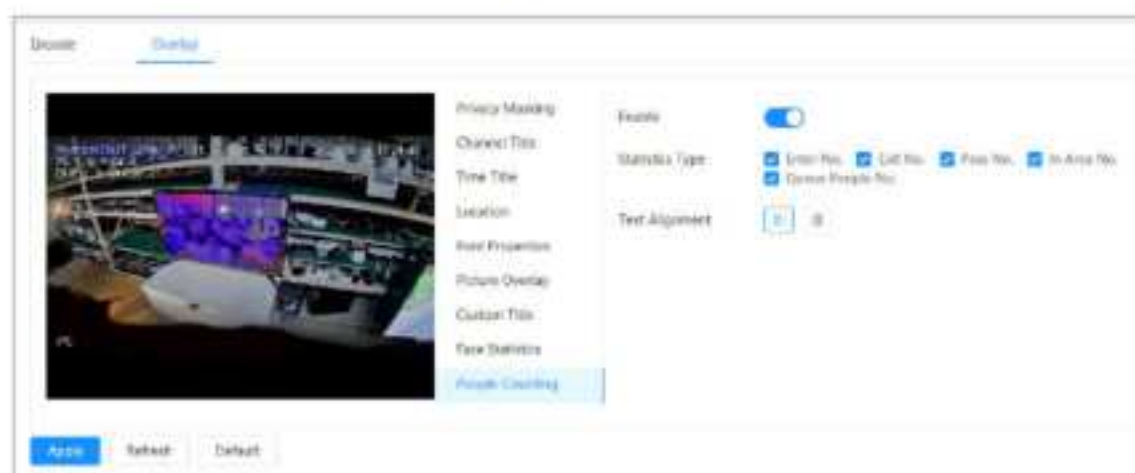 Overlay
Privacy Masking
Channel Title
Time Title
Location
Font Properties
Picture Overlay
Custom Title
Face Statistics
People Counting
Enable
Statistics Type
Enter No. Exit No. Pass No. In Area No.
Queue People No.
Text Alignment
Apply Refresh Default